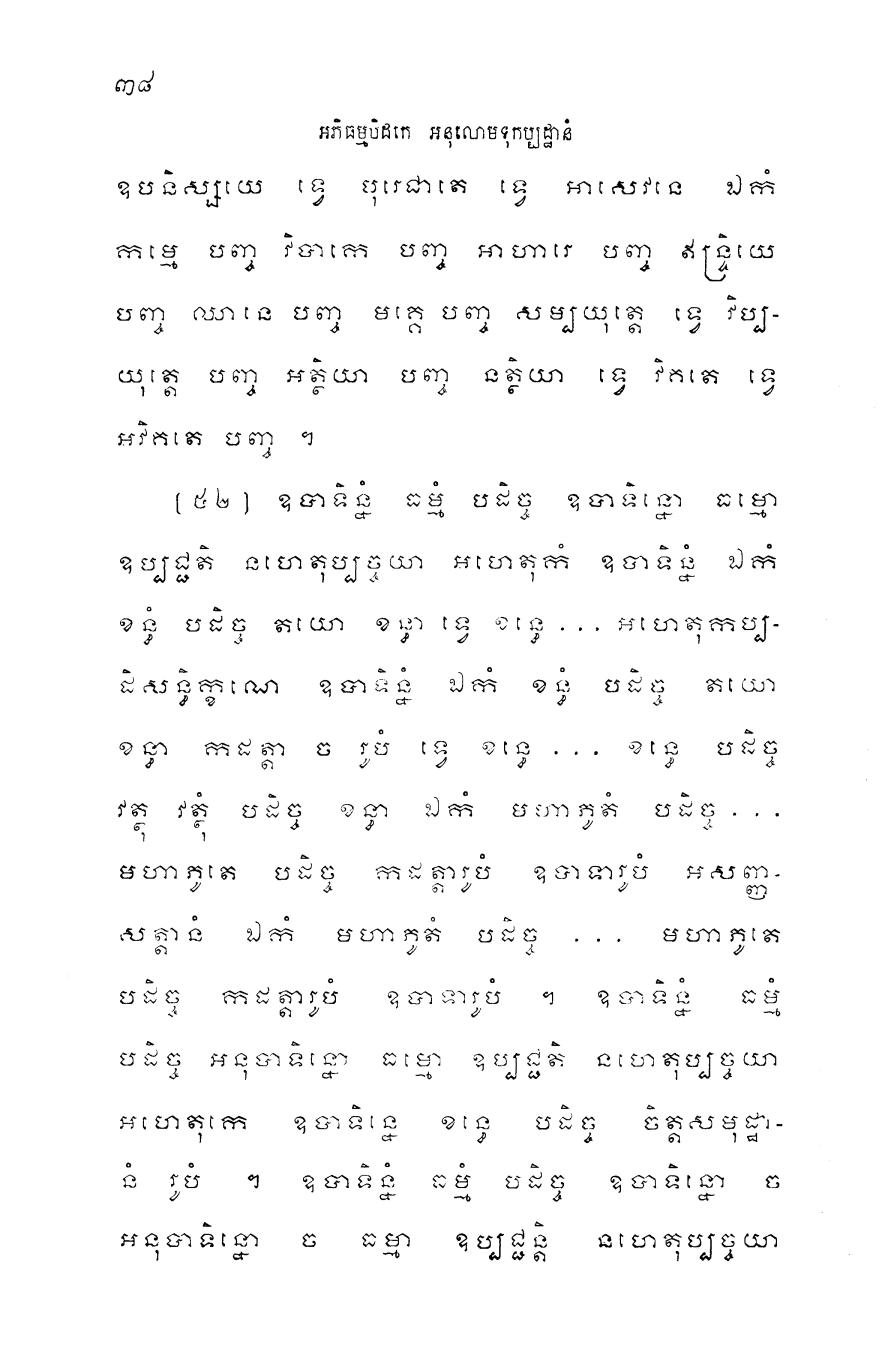 ៣៨
អភិធម្មបិដកេ អនុលោមទុកប្បដ្ឋានំ
ឧបនិស្សយេ ទ្វេ បុរេជាតេ ទ្វេ អាសេវនេ ឯកំ
កម្មេ បញ្ច វិបាកេ បញ្ច អាហារេ បញ្ច ឥន្ទ្រិយេ
បញ្ច ឈានេ បញ្ច មគ្គេ បញ្ច សម្បយុត្តេ ទ្វេ វិប្ប-
យុត្តេ បញ្ច អត្ថិយា បញ្ច នត្ថិយា ទ្វេ វិគតេ ទ្វេ
អវិគតេ បញ្ច ។
[៥២] ឧបាទិន្នំ ធម្មំ បដិច្ច ឧបាទិន្នោ ធម្មោ
ឧប្បជ្ជតិ នហេតុប្បច្ចយា អហេតុកំ ឧបាទិន្នំ ឯកំ
ខន្ធំ បដិច្ច តយោ ខន្ធា ទ្វេ ខន្ធេ ... អហេតុកប្ប-
ដិសន្ធិក្ខណេ ឧបាទិន្នំ ឯកំ ខន្ធំ បដិច្ច តយោ
ខន្ធា កដត្តា ច រូបំ ទ្វេ ខន្ធេ ... ខន្ធេ បដិច្ច
វត្ថុ វត្ថុំ បដិច្ច ខន្ធា ឯកំ មហាភូតំ បដិច្ច ...
មហាភូតេ បដិច្ច កដត្តារូបំ ឧបាទារូបំ អសញ្ញ-
សត្តានំ ឯកំ មហាភូតំ បដិច្ច ... មហាភូតេ
បដិច្ច កដត្តារូបំ ឧបាទារូបំ ។ ឧបាទិន្នំ ធម្មំ
បដិច្ច អនុបាទិន្នោ ធម្មោ ឧប្បជ្ជតិ នហេតុប្បច្ចយា
អហេតុកេ ឧបាទិន្នេ ខន្ធេ បដិច្ច ចិត្តសមុដ្ឋា-
នំ រូបំ ។ ឧបាទិន្នំ ធម្មំ បដិច្ច ឧបាទិន្នោ ច
អនុបាទិន្នោ ច ធម្មា ឧប្បជ្ជន្តិ នហេតុប្បច្ចយា